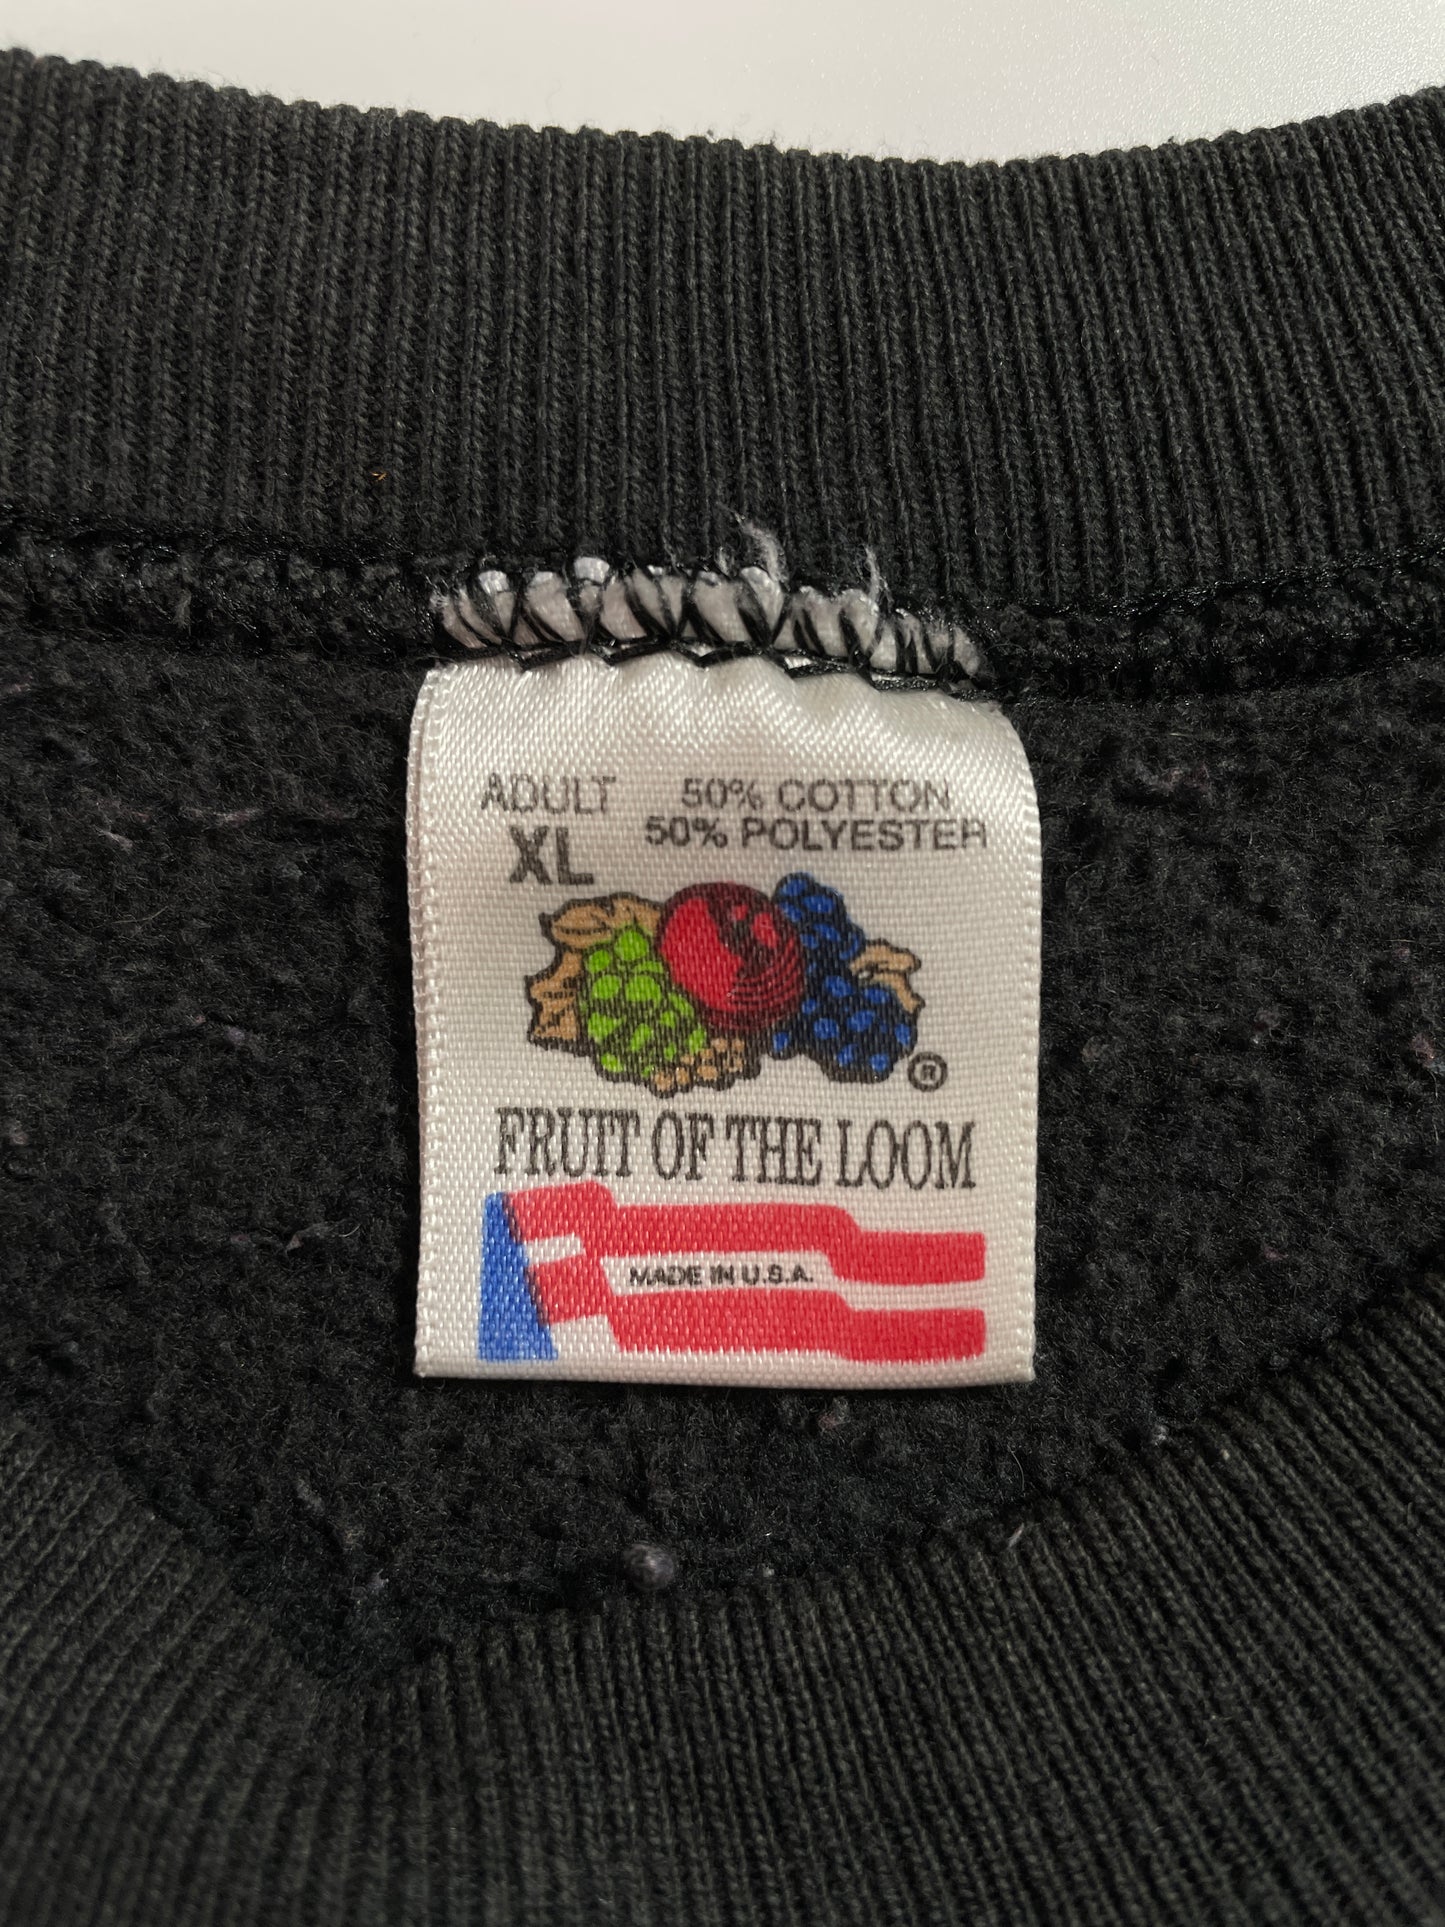 ADULT
XL
50% COTTON
50% POLYESTER
®
FRUIT OF THE LOOM
MADE IN U.S.A.